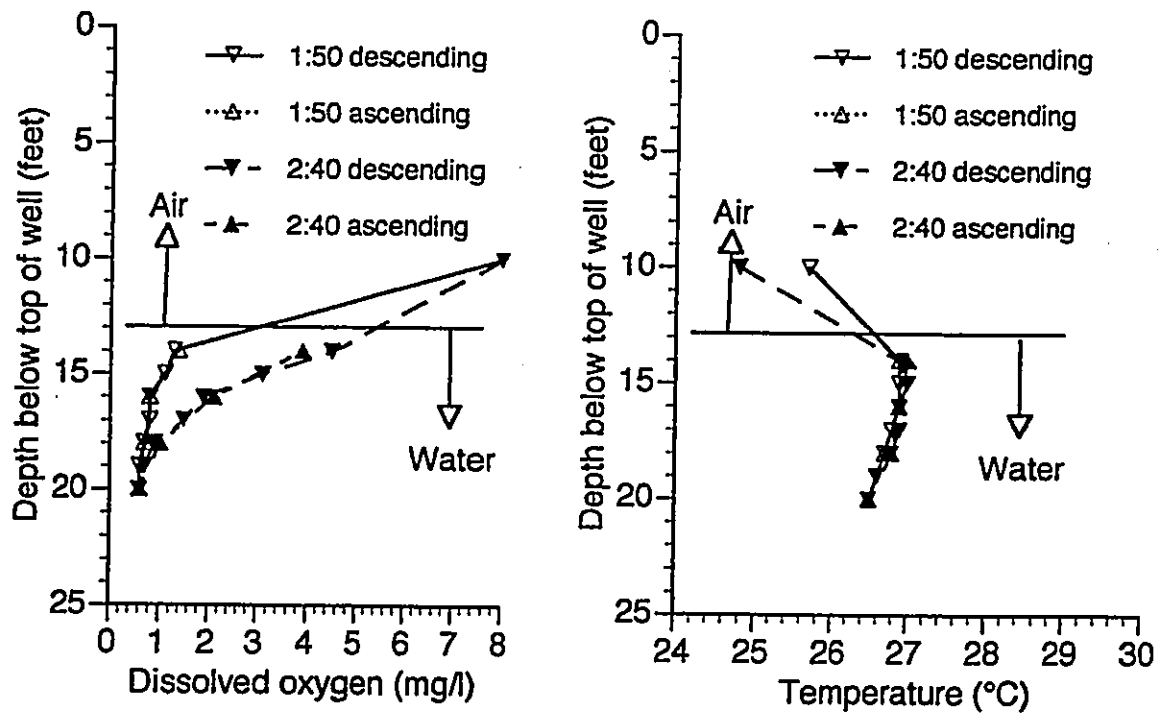 0
5
10
15
20
25
Depth below top of well (feet)
1:50 descending
1:50 ascending
2:40 descending
2:40 ascending
Air
Water
0 1 2 3 4 5 6 7 8
Dissolved oxygen (mg/l)
0
5
10
15
20
25
Depth below top of well (feet)
1:50 descending
1:50 ascending
2:40 descending
2:40 ascending
Air
Water
24 25 26 27 28 29 30
Temperature (°C)